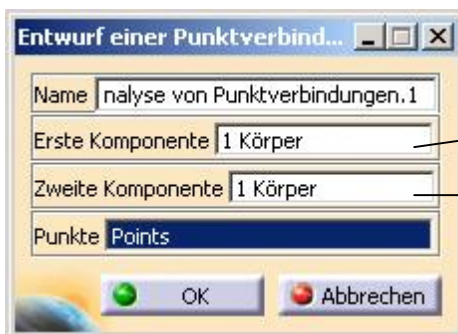 Entwurf einer Punktverbind...
Name nalyse von Punktverbindungen.1
Erste Komponente 1 Körper
Zweite Komponente 1 Körper
Punkte Points
OK Abbrechen